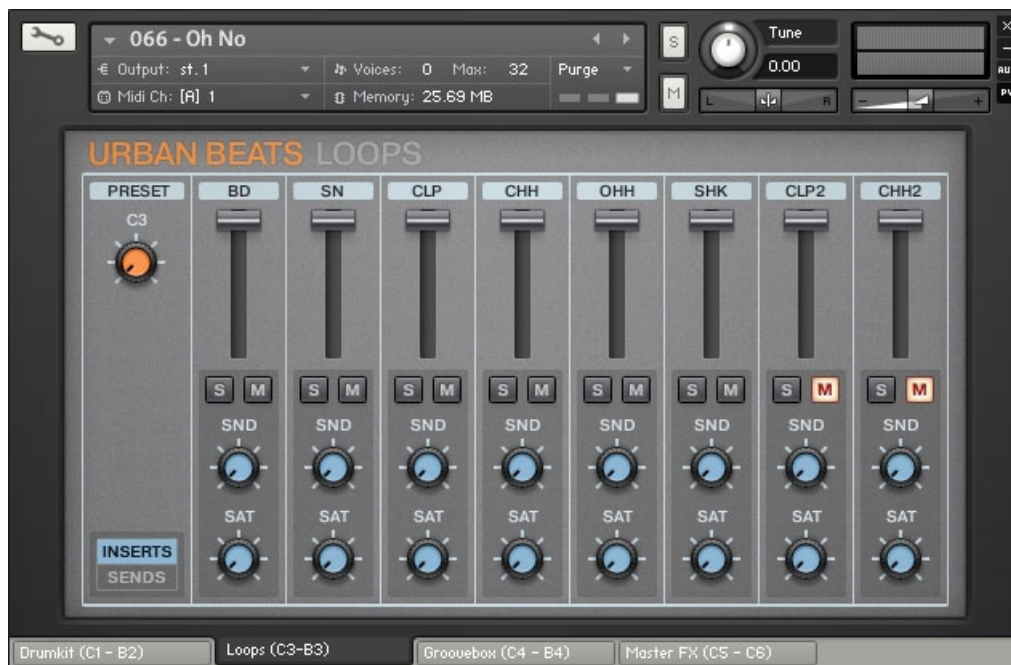 066 - Oh No
S
Tune
Output: st. 1
Voices: 0 Max: 32
Purge
0.00
AU
Midi Ch: [A] 1
Memory: 25.69 MB
M
L
R
- +
PV
URBAN BEATS LOOPS
PRESET BD SN CLP CHH OHH SHK CLP2 CHH2
C3
S M S M S M S M S M S M S M S M
SND SND SND SND SND SND SND SND
SAT SAT SAT SAT SAT SAT SAT SAT
INSERTS
SENDS
Drumkit (C1 - B2) Loops (C3-B3) Groovebox (C4 - B4) Master FX (C5 - C6)